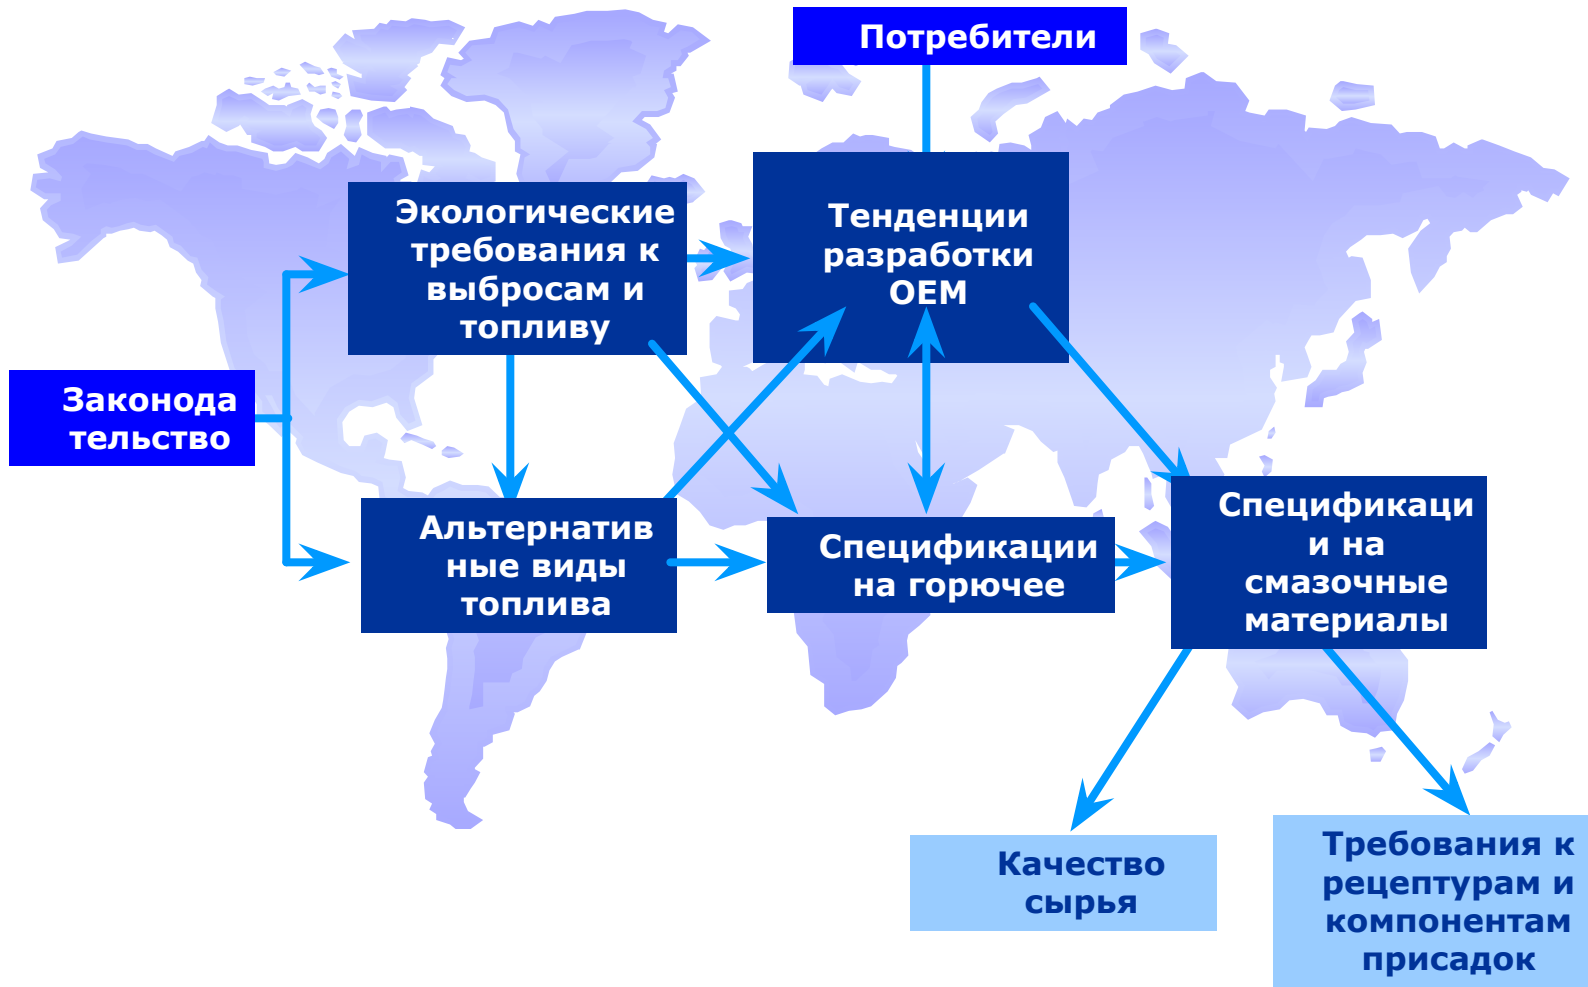 Потребители
Экологические
требования к
выбросам и
топливу
Тенденции
разработки
ОЕМ
Законода
тельство
Альтернатив
ные виды
топлива
Спецификации
на горючее
Спецификаци
и на
смазочные
материалы
Качество
сырья
Требования к
рецептурам и
компонентам
присадок